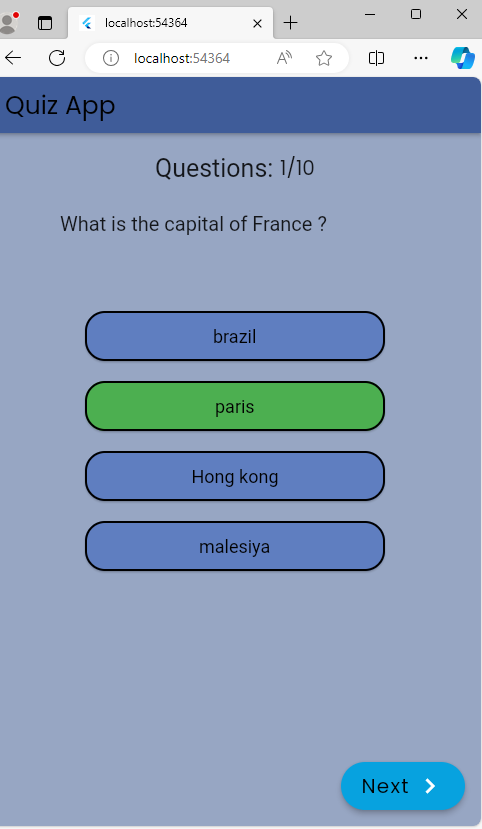 localhost:54364
localhost:54364
Quiz App
Questions: 1/10
What is the capital of France ?
brazil
paris
Hong kong
malesiya
Next